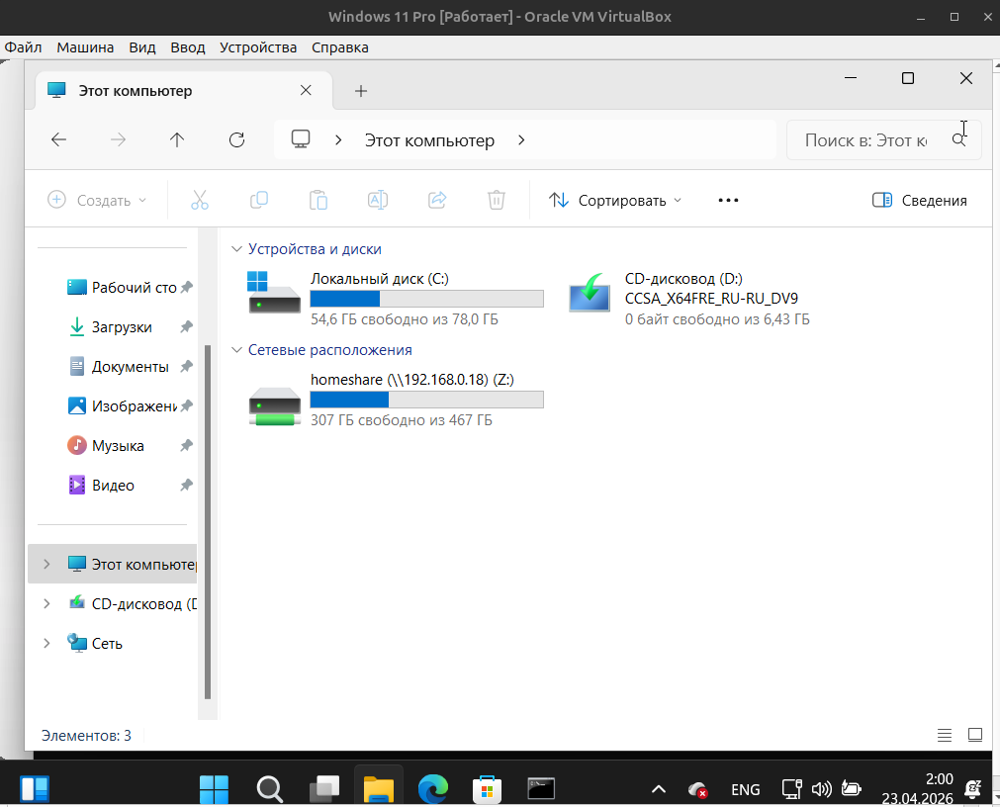 Windows 11 Pro [Работает] - Oracle VM VirtualBox
Файл Машина Вид Ввод Устройства Справка
Этот компьютер
Этот компьютер
Поиск в: Этот к
Создать
Сортировать
Сведения
Рабочий сто
Загрузки
Документы
Изображени
Музыка
Видео
Этот компьютер
CD-дисковод (D
Сеть
Устройства и диски
Локальный диск (C:)
54,6 ГБ свободно из 78,0 ГБ
CD-дисковод (D:)
CCSA_X64FRE_RU-RU_DV9
0 байт свободно из 6,43 ГБ
Сетевые расположения
homeshare (\\192.168.0.18) (Z:)
307 ГБ свободно из 467 ГБ
Элементов: 3
ENG
2:00
23.04.2026